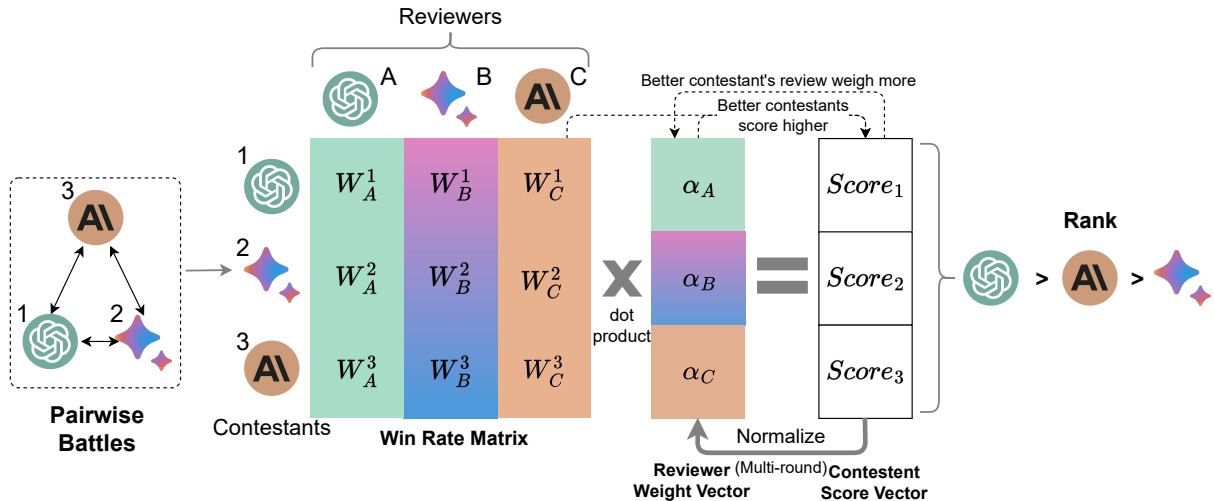 Reviewers
A
B
C
Better contestant's review weigh more
Better contestants
score higher
1
2
3
W_A^1
W_B^1
W_C^1
W_A^2
W_B^2
W_C^2
W_A^3
W_B^3
W_C^3
Contestants
Win Rate Matrix
3
1
2
Pairwise
Battles
x
dot
product
α_A
α_B
α_C
=
Score_1
Score_2
Score_3
Normalize
(Multi-round)
Reviewer
Weight Vector
Contestent
Score Vector
Rank
> >